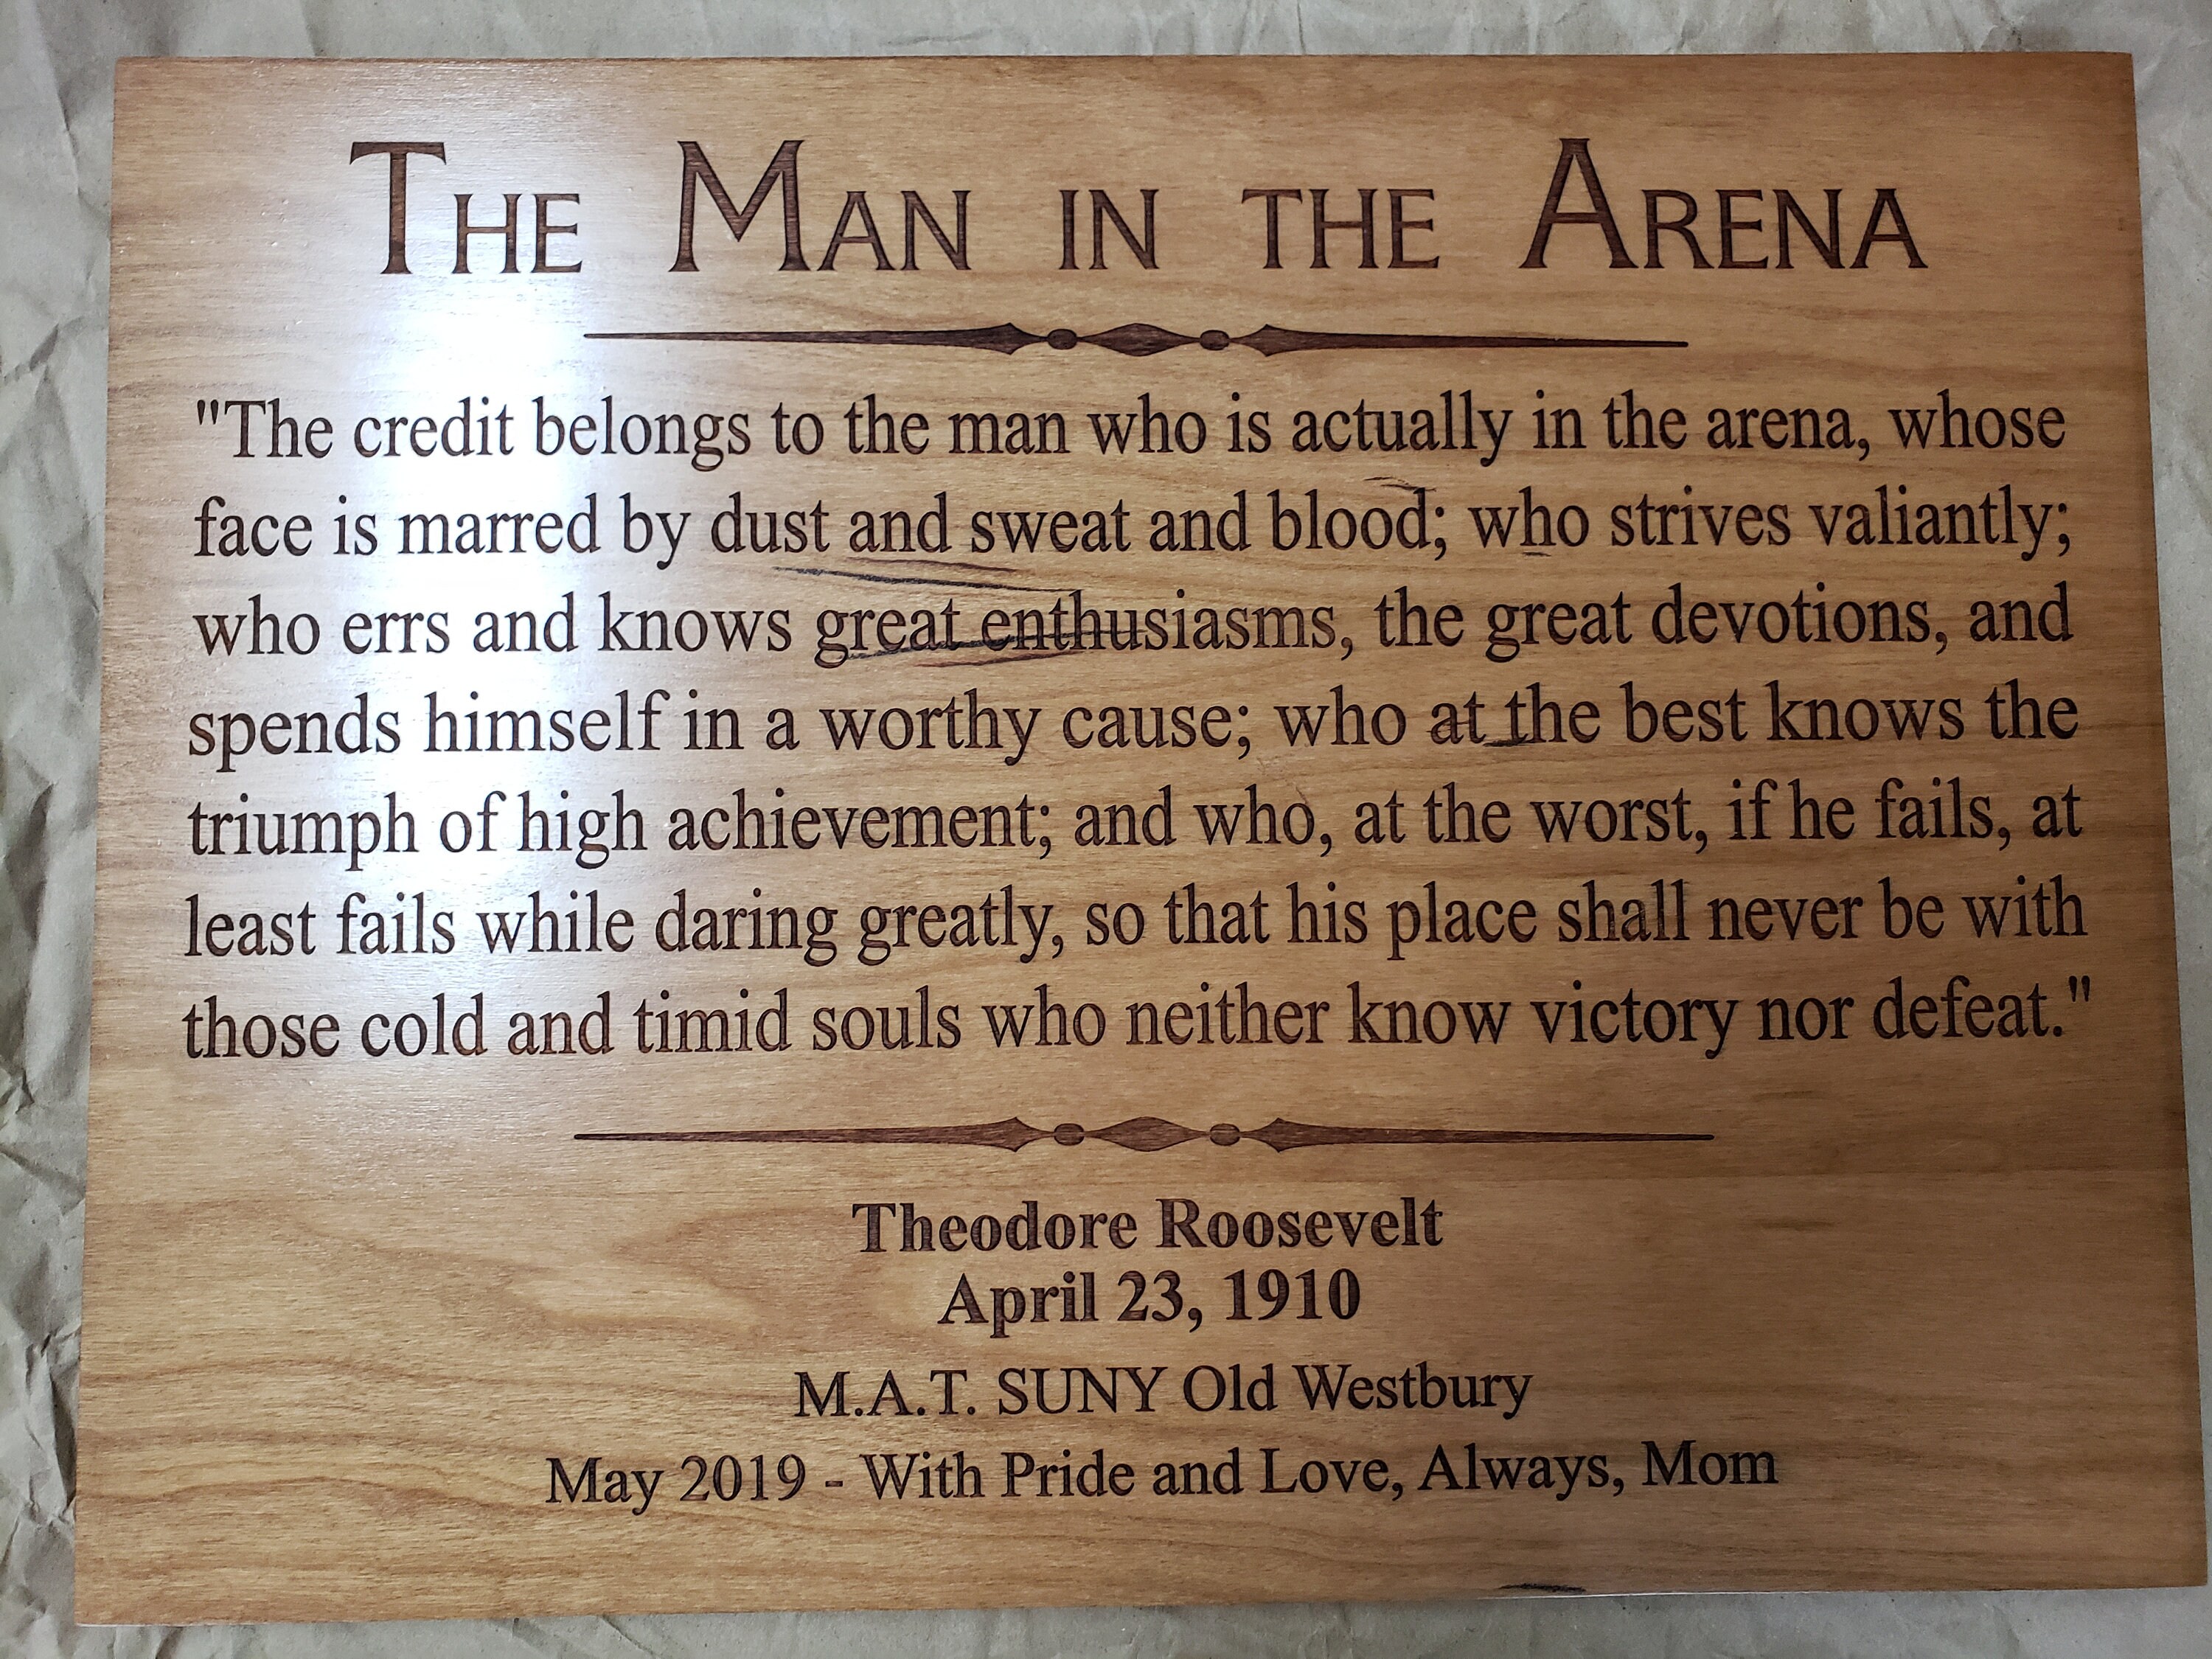 The Man in the Arena
"The credit belongs to the man who is actually in the arena, whose
face is marred by dust and sweat and blood; who strives valiantly;
who errs and knows great enthusiasms, the great devotions, and
spends himself in a worthy cause; who at the best knows the
triumph of high achievement; and who, at the worst, if he fails, at
least fails while daring greatly, so that his place shall never be with
those cold and timid souls who neither know victory nor defeat."
Theodore Roosevelt
April 23, 1910
M.A.T. SUNY Old Westbury
May 2019 - With Pride and Love, Always, Mom